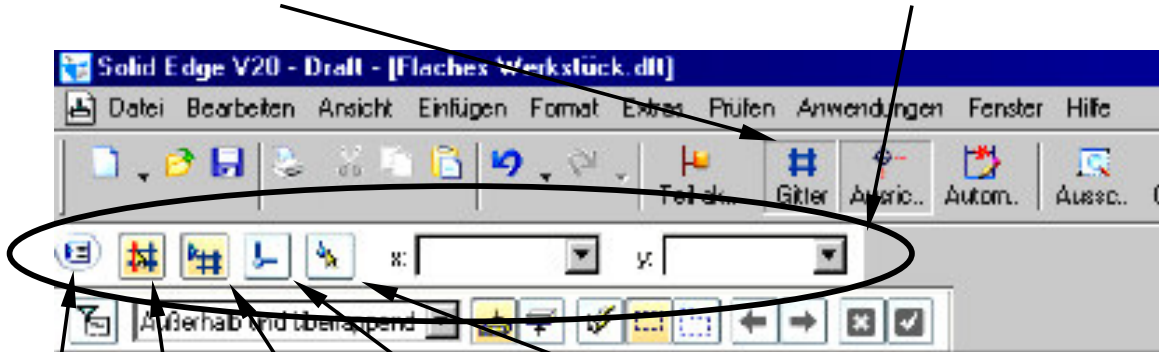 Solid Edge V20 - Draft - [Flaches Werkstück.dft]
Datei Bearbeiten Ansicht Einfügen Format Extras Prüfen Anwendungen Fenster Hilfe
Gitter Ausric.. Autom.. Aussc..
x: y:
Außerhalb und überlappend